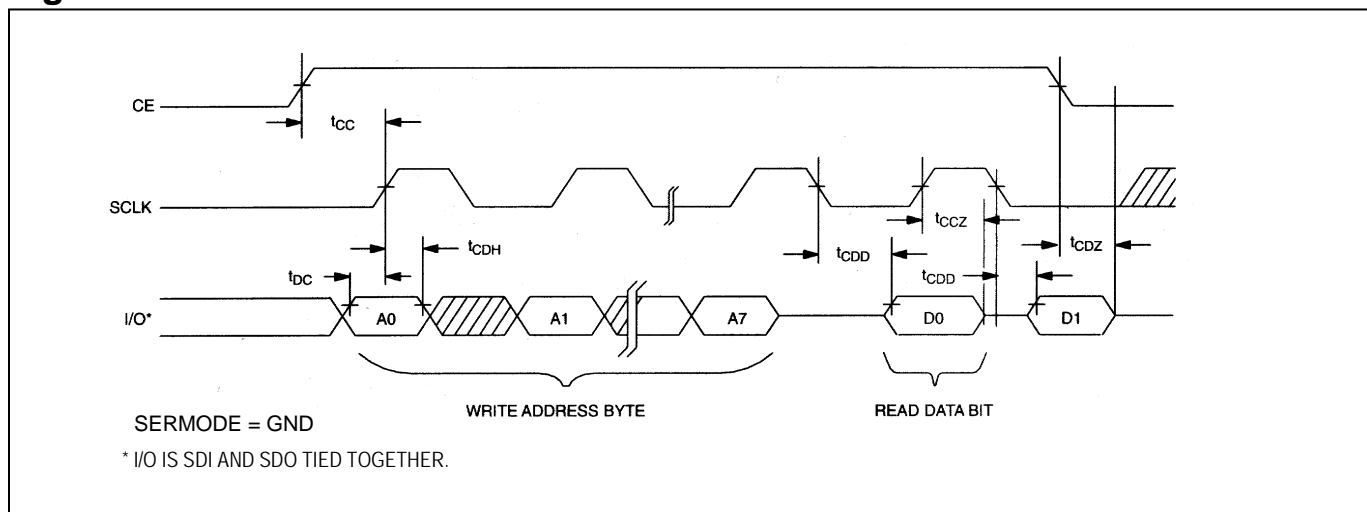 CE
tCC
SCLK
tCCZ
tCDH
tCDD
tCDZ
tDC
tCDD
I/O*
A0
A1
A7
D0
D1
WRITE ADDRESS BYTE
READ DATA BIT
SERMODE = GND
* I/O IS SDI AND SDO TIED TOGETHER.